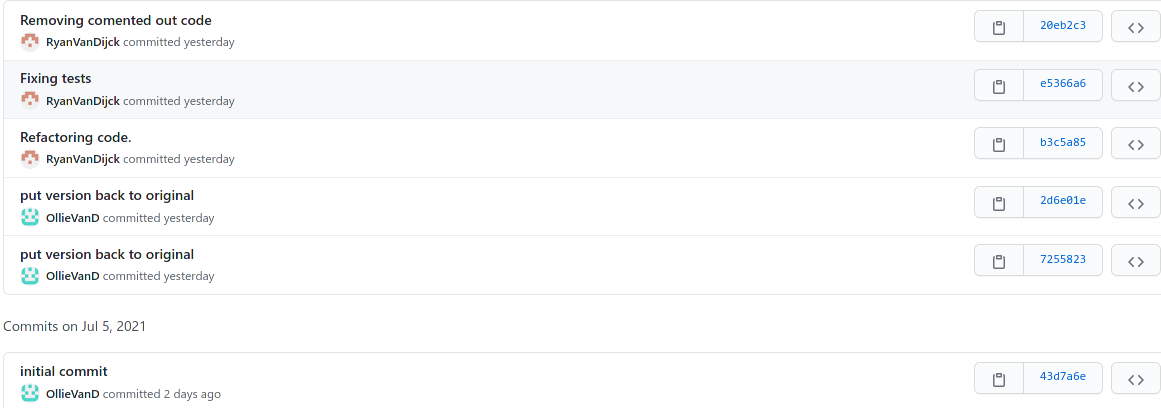 Removing comented out code
RyanVanDijck committed yesterday
20eb2c3
Fixing tests
RyanVanDijck committed yesterday
e5366a6
Refactoring code.
RyanVanDijck committed yesterday
b3c5a85
put version back to original
OllieVanD committed yesterday
2d6e01e
put version back to original
OllieVanD committed yesterday
7255823
Commits on Jul 5, 2021
initial commit
OllieVanD committed 2 days ago
43d7a6e